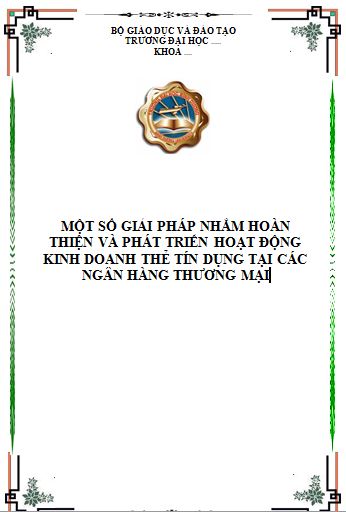 BỘ GIÁO DỤC VÀ ĐÀO TẠO
TRƯỜNG ĐẠI HỌC .....
KHOA ....
MỘT SỐ GIẢI PHÁP NHẰM HOÀN
THIỆN VÀ PHÁT TRIỂN HOẠT ĐỘNG
KINH DOANH THẺ TÍN DỤNG TẠI CÁC
NGÂN HÀNG THƯƠNG MẠI